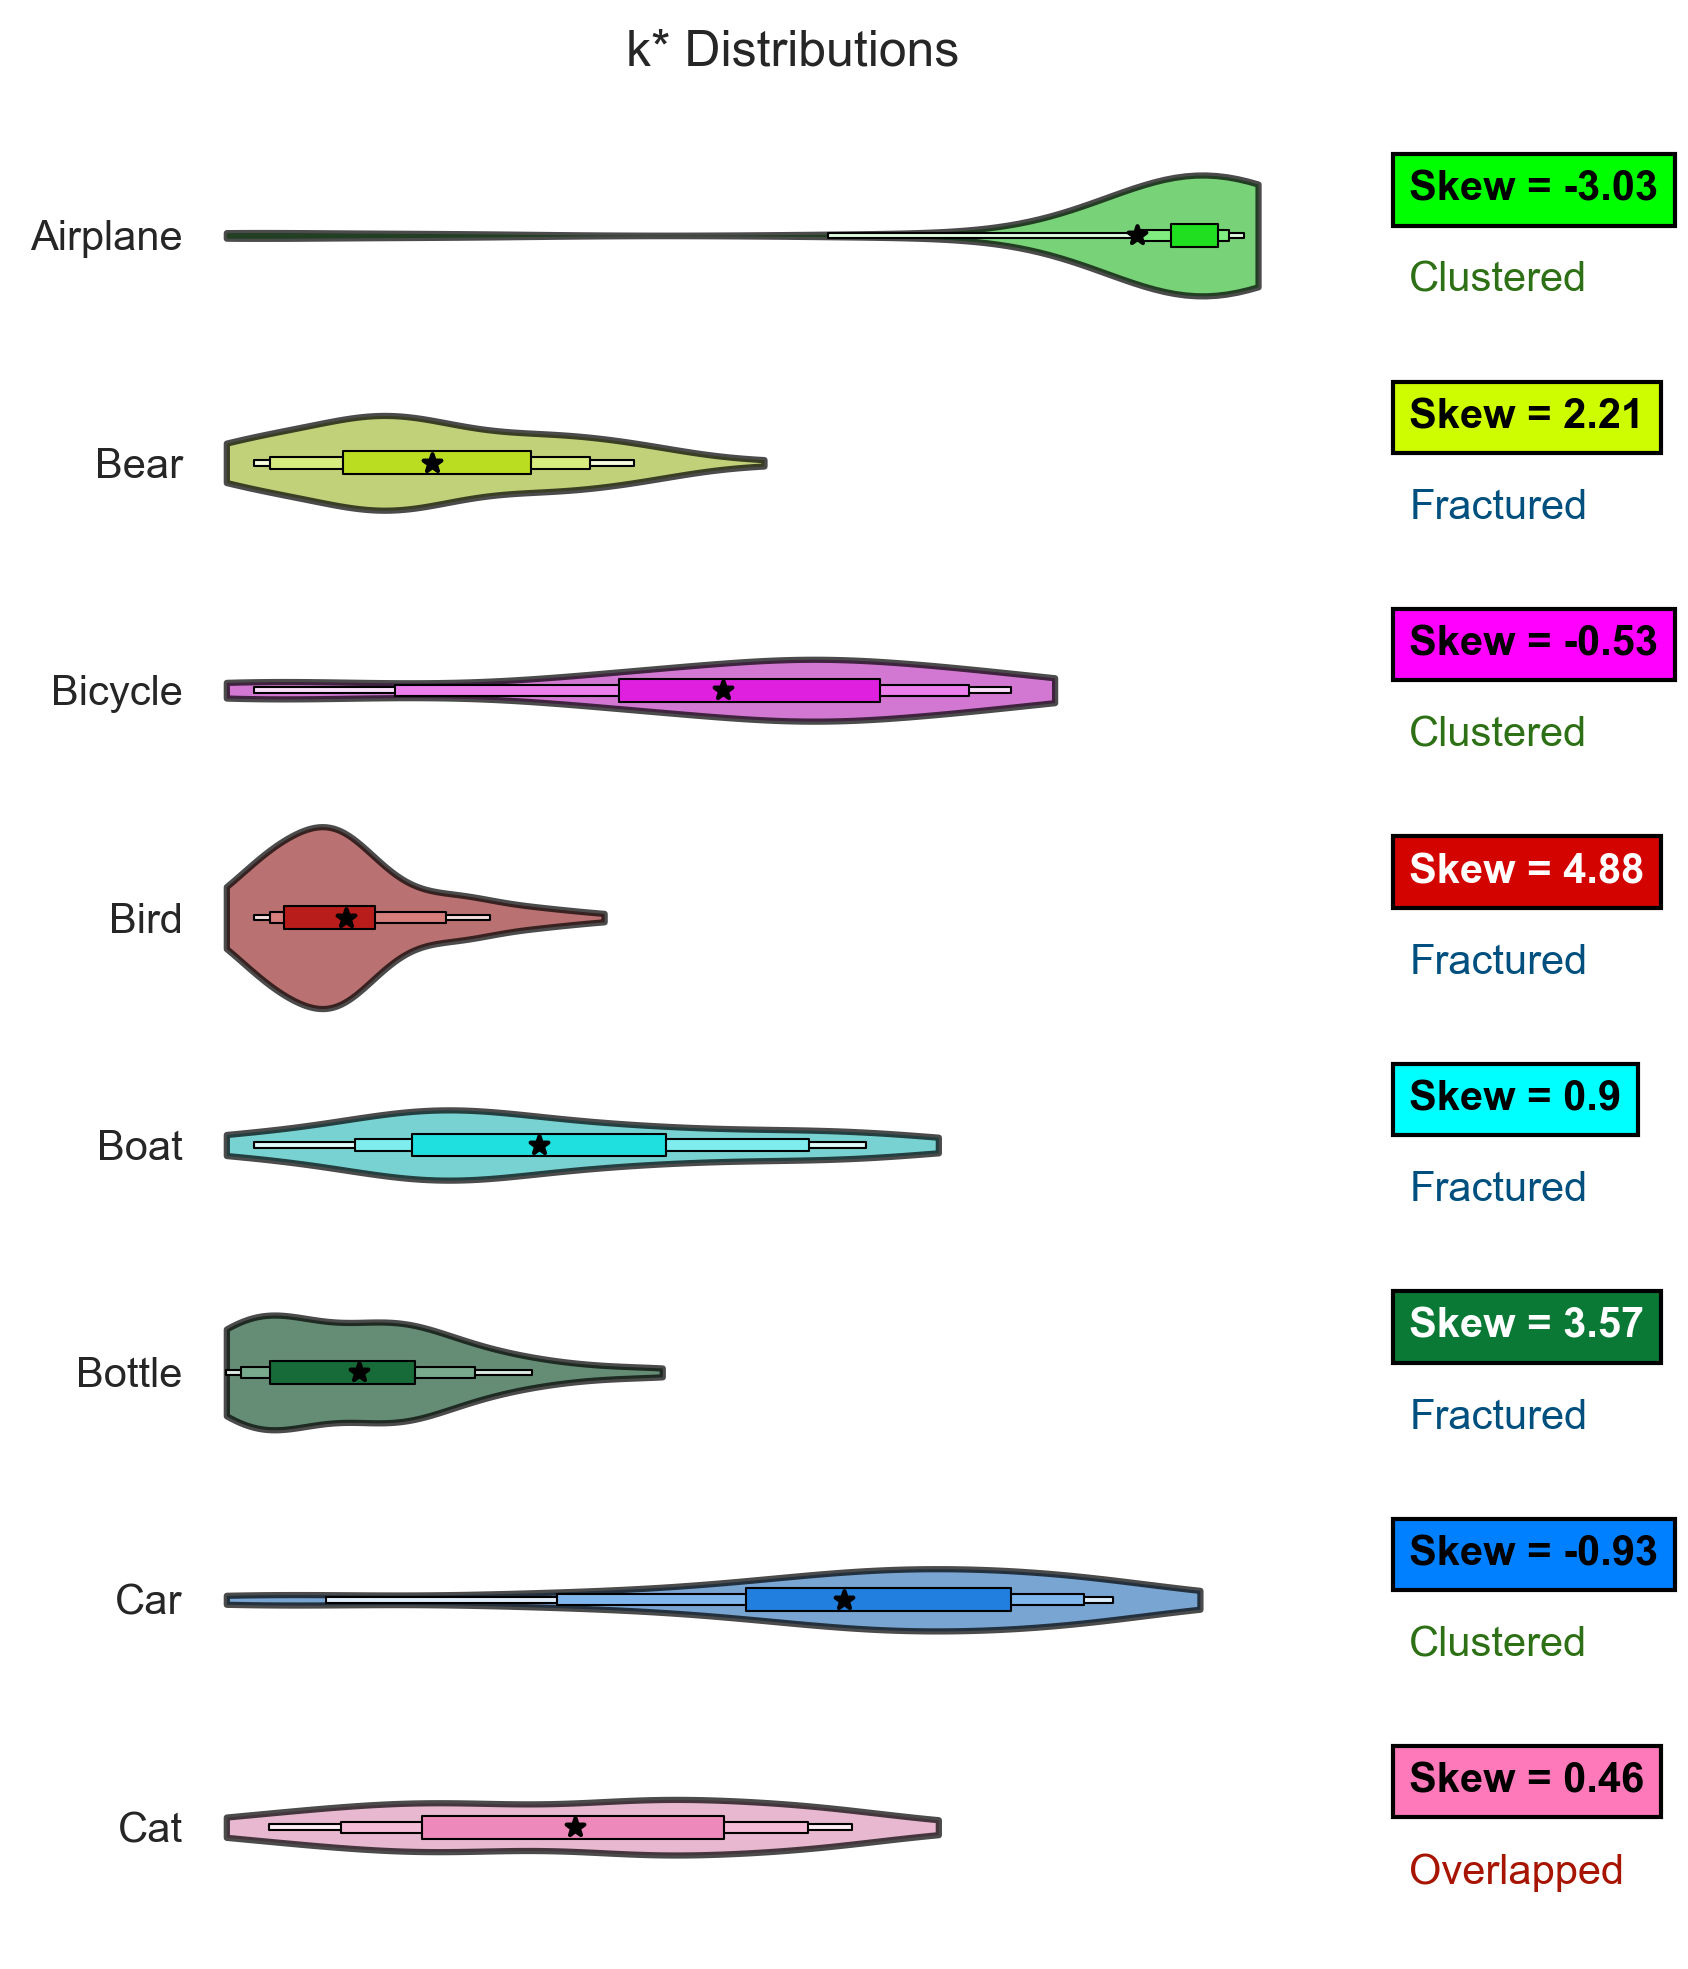 k* Distributions
Airplane
Skew = -3.03
Clustered
Bear
Skew = 2.21
Fractured
Bicycle
Skew = -0.53
Clustered
Bird
Skew = 4.88
Fractured
Boat
Skew = 0.9
Fractured
Bottle
Skew = 3.57
Fractured
Car
Skew = -0.93
Clustered
Cat
Skew = 0.46
Overlapped